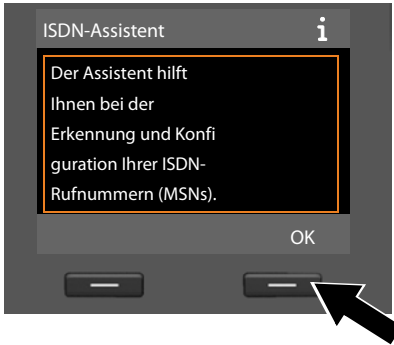 ISDN-Assistent i
Der Assistent hilft
Ihnen bei der
Erkennung und Konfi
guration Ihrer ISDN-
Rufnummern (MSNs).
OK